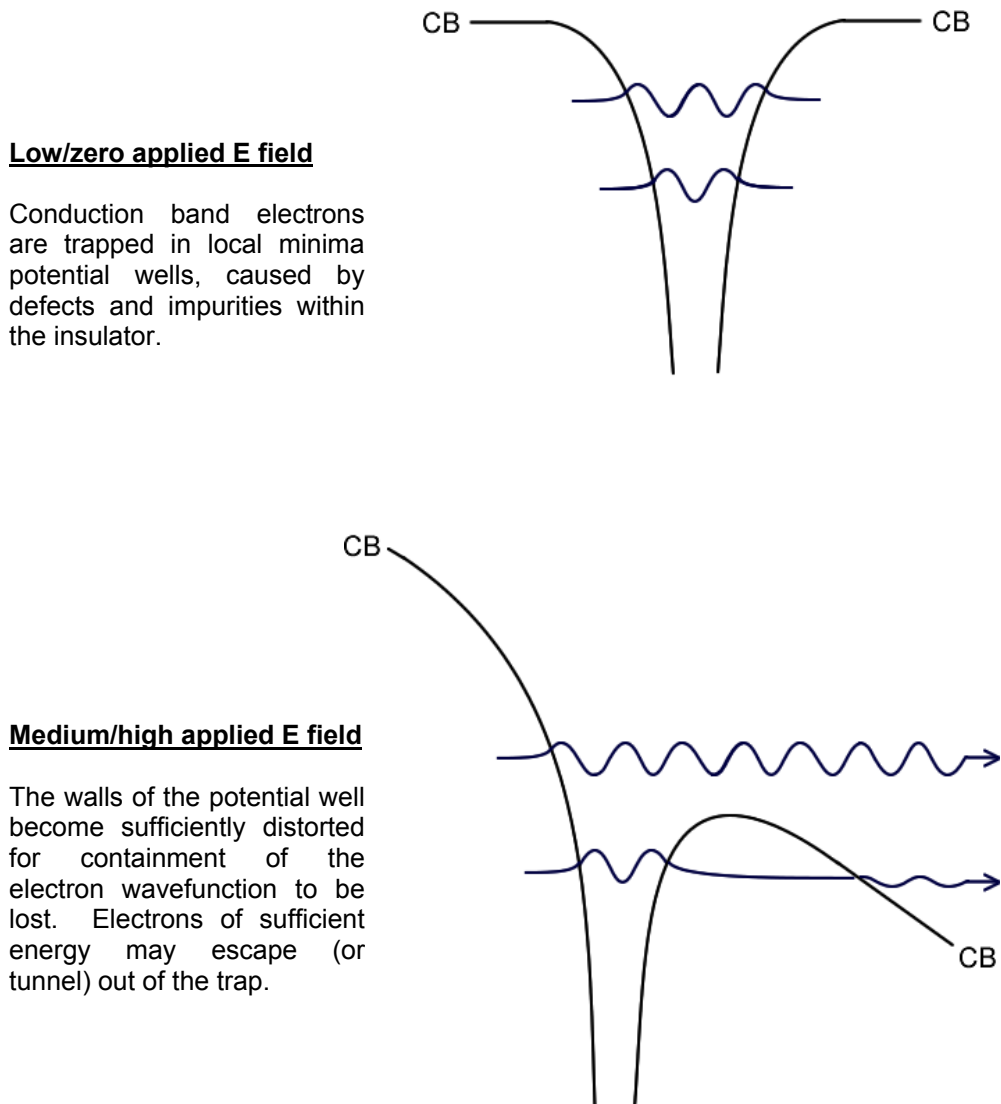 CB
CB
Low/zero applied E field
Conduction band electrons
are trapped in local minima
potential wells, caused by
defects and impurities within
the insulator.
CB
Medium/high applied E field
The walls of the potential well
become sufficiently distorted
for containment of the
electron wavefunction to be
lost. Electrons of sufficient
energy may escape (or
tunnel) out of the trap.
CB